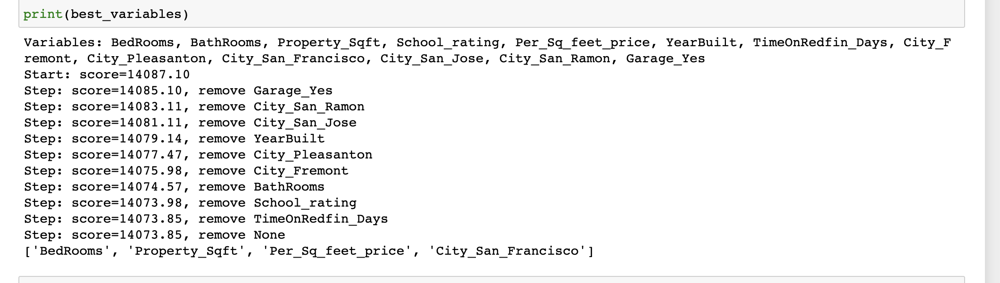 print(best_variables)
Variables: BedRooms, BathRooms, Property_Sqft, School_rating, Per_Sq_feet_price, YearBuilt, TimeOnRedfin_Days, City_F
remont, City_Pleasanton, City_San_Francisco, City_San_Jose, City_San_Ramon, Garage_Yes
Start: score=14087.10
Step: score=14085.10, remove Garage_Yes
Step: score=14083.11, remove City_San_Ramon
Step: score=14081.11, remove City_San_Jose
Step: score=14079.14, remove YearBuilt
Step: score=14077.47, remove City_Pleasanton
Step: score=14075.98, remove City_Fremont
Step: score=14074.57, remove BathRooms
Step: score=14073.98, remove School_rating
Step: score=14073.85, remove TimeOnRedfin_Days
Step: score=14073.85, remove None
['BedRooms', 'Property_Sqft', 'Per_Sq_feet_price', 'City_San_Francisco']